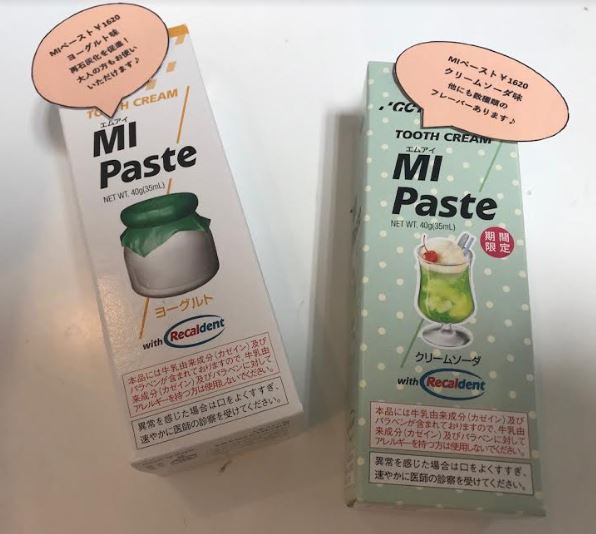 MIペースト￥1620
ヨーグルト味
再石灰化を促進！
大人の方もお使い
いただけます♪
TOOTH CREAM
エムアイ
MI
Paste
NET WT. 40g(35mL)
ヨーグルト
with Recaldent
本品には牛乳由来成分（カゼイン）及び
パラベンが含まれておりますので、牛乳由
来成分（カゼイン）及びパラベンに対して
アレルギーを持つ方は使用しないでください。
異常を感じた場合は口をよくすすぎ、
速やかに医師の診察を受けてください。
MIペースト￥1620
クリームソーダ味
他にも数種類の
フレーバーあります♪
GC
TOOTH CREAM
エムアイ
MI
Paste
NET WT. 40g(35mL)
期間
限定
クリームソーダ
with Recaldent
本品には牛乳由来成分（カゼイン）及び
パラベンが含まれておりますので、牛乳由
来成分（カゼイン）及びパラベンに対して
アレルギーを持つ方は使用しないでください。
異常を感じた場合は口をよくすすぎ、
速やかに医師の診察を受けてください。